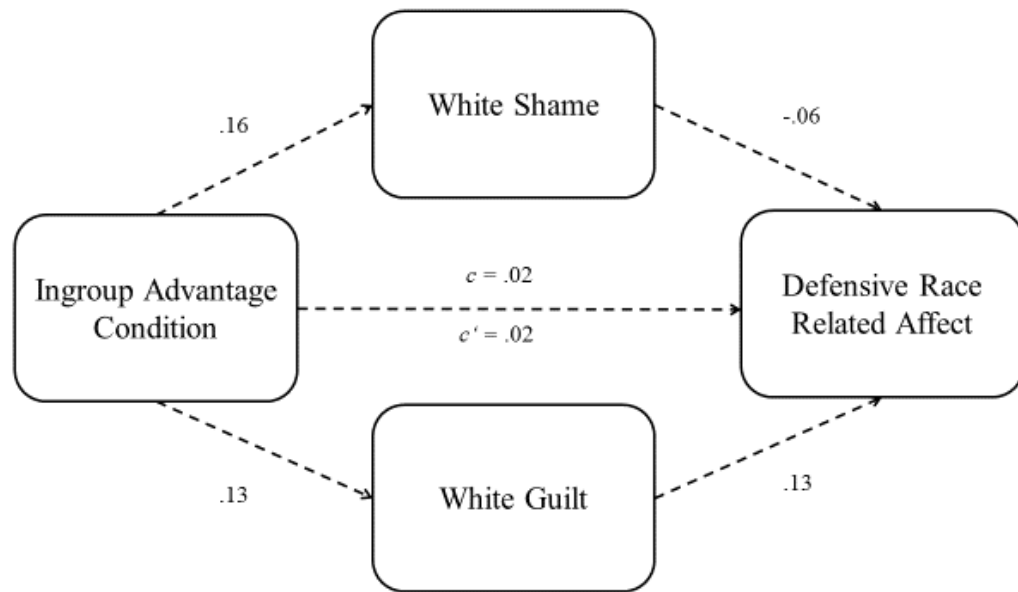 White Shame
.16
-.06
Ingroup Advantage
Condition
c = .02
c‘ = .02
Defensive Race
Related Affect
.13
White Guilt
.13